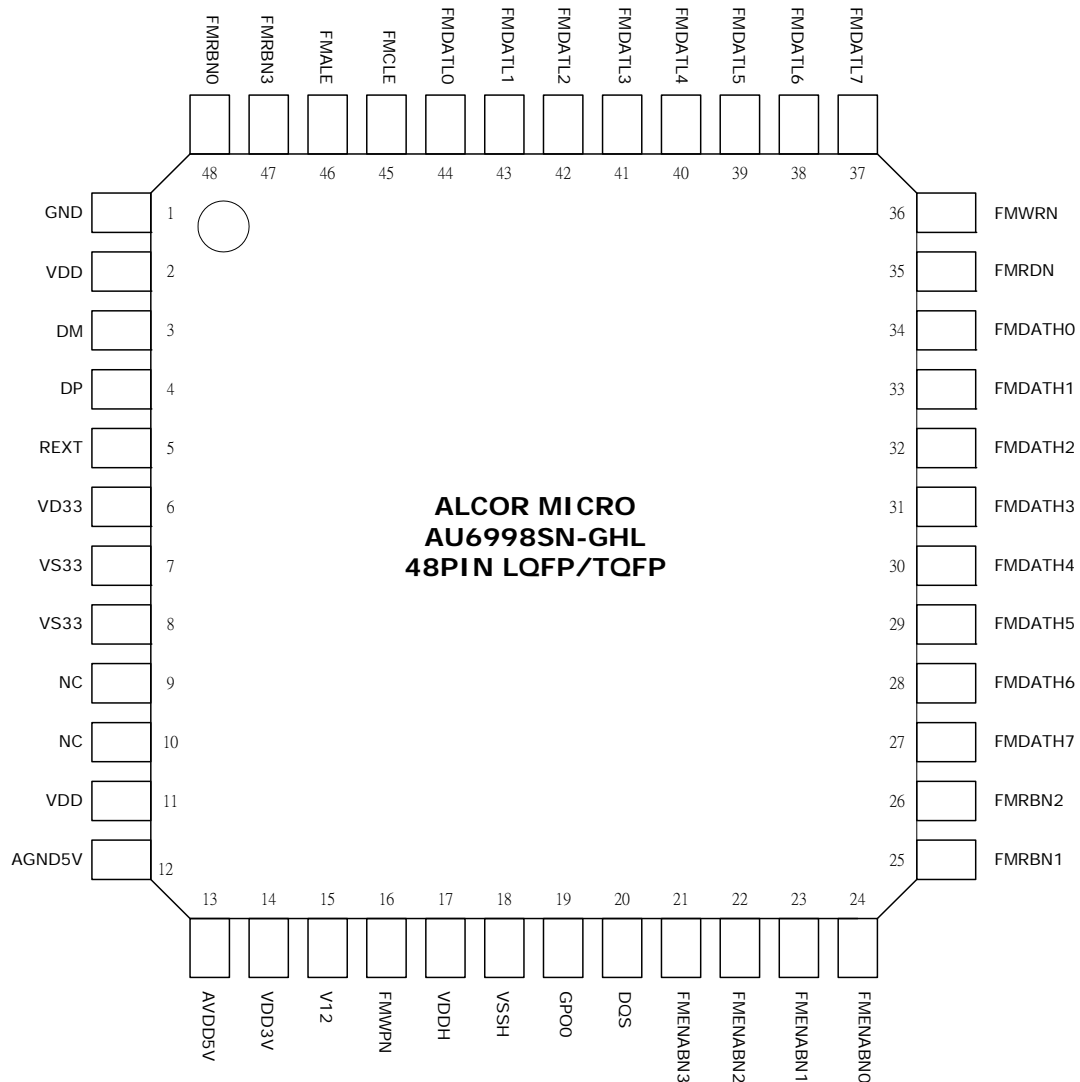 FMRBN0
FMRBN3
FMALE
FMCLE
FMDATL0
FMDATL1
FMDATL2
FMDATL3
FMDATL4
FMDATL5
FMDATL6
FMDATL7
48 47 46 45 44 43 42 41 40 39 38 37
GND 1
VDD 2
DM 3
DP 4
REXT 5
VD33 6
VS33 7
VS33 8
NC 9
NC 10
VDD 11
AGND5V 12
ALCOR MICRO
AU6998SN-GHL
48PIN LQFP/TQFP
36 FMWRN
35 FMRDN
34 FMDATH0
33 FMDATH1
32 FMDATH2
31 FMDATH3
30 FMDATH4
29 FMDATH5
28 FMDATH6
27 FMDATH7
26 FMRBN2
25 FMRBN1
13 14 15 16 17 18 19 20 21 22 23 24
AVDD5V
VDD3V
V12
FMWPN
VDDH
VSSH
GPO0
DQS
FMENABN3
FMENABN2
FMENABN1
FMENABN0